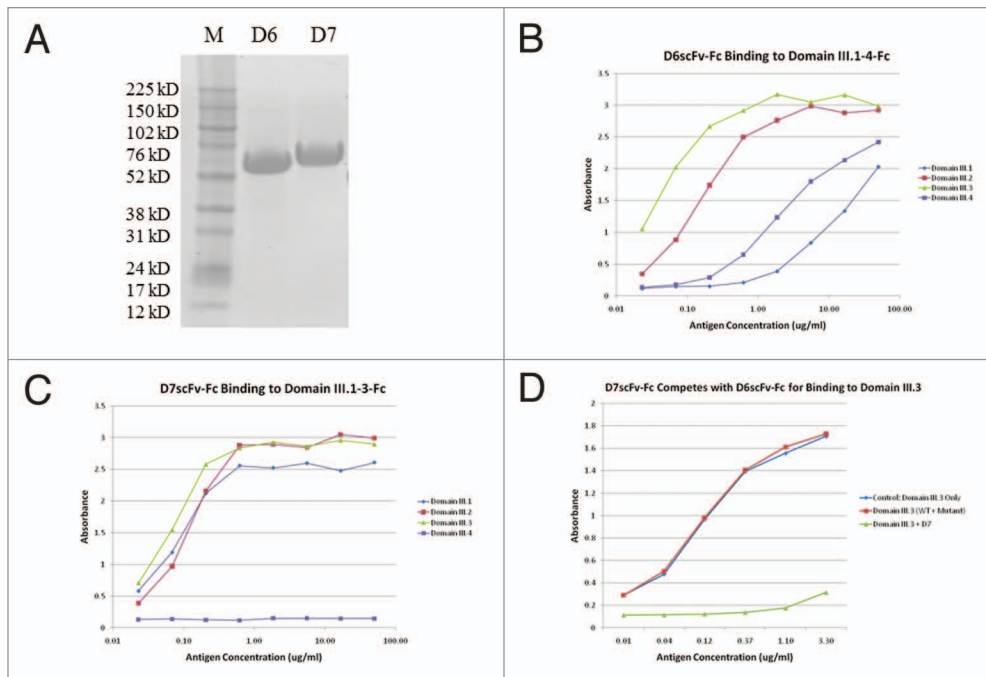 A
M D6 D7
225 kD
150 kD
102 kD
76 kD
52 kD
38 kD
31 kD
24 kD
17 kD
12 kD
B
D6scFv-Fc Binding to Domain III.1-4-Fc
3.5
3
2.5
2
1.5
1
0.5
0
Absorbance
0.01 0.10 1.00 10.00 100.00
Antigen Concentration (ug/ml)
Domain III.1
Domain III.2
Domain III.3
Domain III.4
C
D7scFv-Fc Binding to Domain III.1-3-Fc
3.5
3
2.5
2
1.5
1
0.5
0
Absorbance
0.01 0.10 1.00 10.00 100.00
Antigen Concentration (ug/ml)
Domain III.1
Domain III.2
Domain III.3
Domain III.4
D
D7scFv-Fc Competes with D6scFv-Fc for Binding to Domain III.3
2
1.8
1.6
1.4
1.2
1
0.8
0.6
0.4
0.2
0
Absorbance
0.01 0.04 0.12 0.37 1.10 3.30
Antigen Concentration (ug/ml)
Control: Domain III.3 Only
Domain III.3 (WT + Mutant)
Domain III.3 + D7